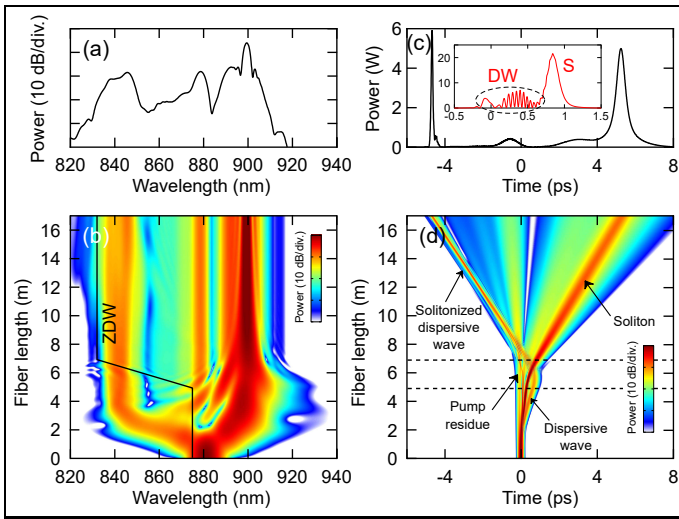 (a)
Power (10 dB/div.)
820 840 860 880 900 920 940
Wavelength (nm)
(c)
Power (W)
6
4
2
0
DW
S
20
10
0
-0.5 0 0.5 1 1.5
-4 0 4 8
Time (ps)
(b)
Fiber length (m)
16
14
12
10
8
6
4
2
0
ZDW
Power (10 dB/div.)
820 840 860 880 900 920 940
Wavelength (nm)
(d)
Fiber length (m)
16
14
12
10
8
6
4
2
0
Solitonized
dispersive
wave
Soliton
Pump
residue
Dispersive
wave
Power (10 dB/div.)
-4 0 4 8
Time (ps)